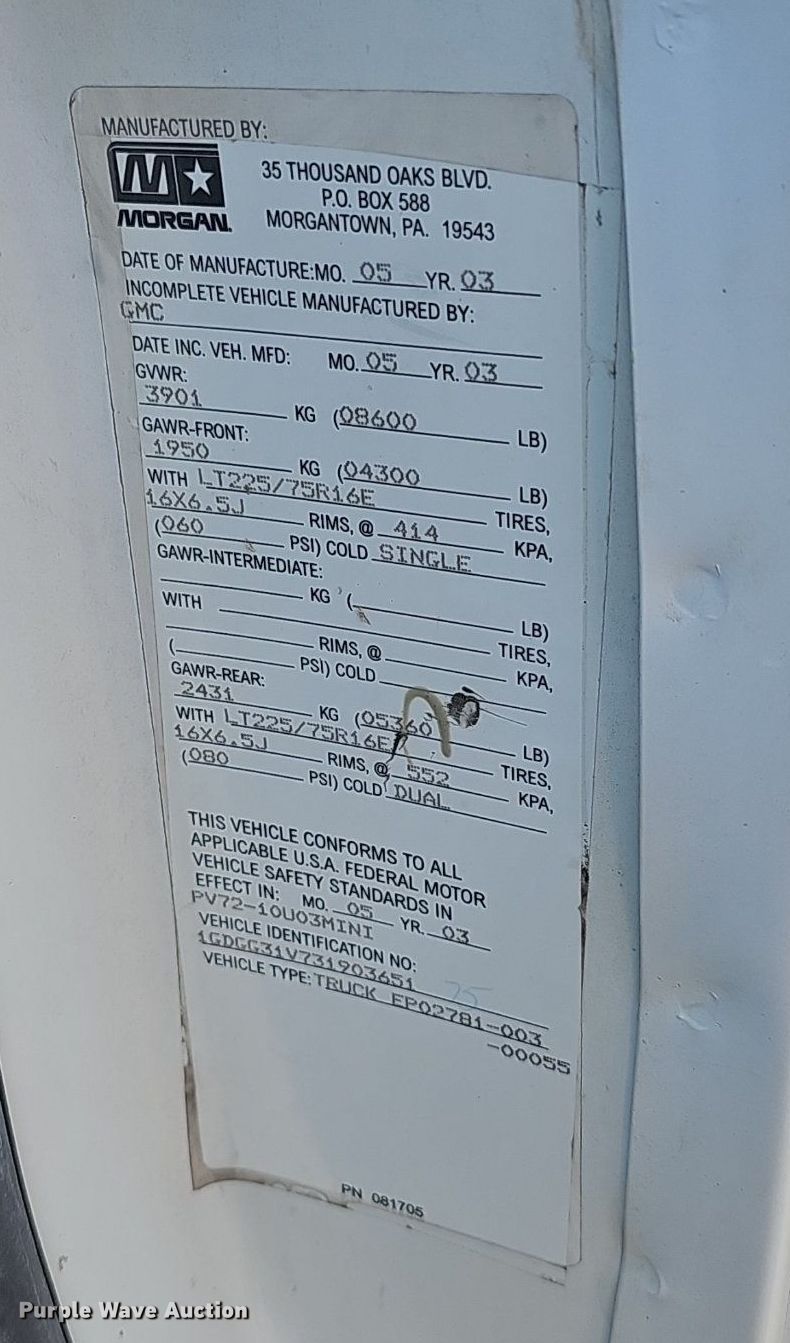 MANUFACTURED BY:
MORGAN
35 THOUSAND OAKS BLVD.
P.O. BOX 588
MORGANTOWN, PA. 19543
DATE OF MANUFACTURE: MO. 05 YR. 03
INCOMPLETE VEHICLE MANUFACTURED BY:
GMC
DATE INC. VEH. MFD: MO. 05 YR. 03
GVWR:
3901 KG (08600 LB)
GAWR-FRONT:
1950 KG (04300 LB)
WITH LT225/75R16E TIRES,
16X6.5J RIMS, @ 414 KPA,
(060 PSI) COLD SINGLE
GAWR-INTERMEDIATE:
KG ( LB)
WITH TIRES,
RIMS, @ KPA,
( PSI) COLD
GAWR-REAR:
2431 KG (05360 LB)
WITH LT225/75R16E TIRES,
16X6.5J RIMS, @ 552 KPA,
(080 PSI) COLD DUAL
THIS VEHICLE CONFORMS TO ALL
APPLICABLE U.S.A. FEDERAL MOTOR
VEHICLE SAFETY STANDARDS IN
EFFECT IN: MO. 05 YR. 03
PV72-10U03MINI
VEHICLE IDENTIFICATION NO:
1GDGG31V731903651 75
VEHICLE TYPE: TRUCK EP02781-003
-00055
PN 081705
Purple Wave Auction